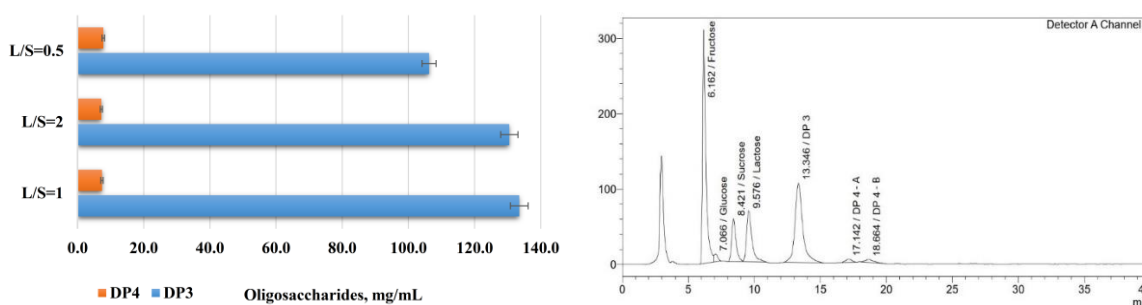 L/S=0.5
L/S=2
L/S=1
0.0 20.0 40.0 60.0 80.0 100.0 120.0 140.0
DP4 DP3 Oligosaccharides, mg/mL
Detector A Channel
300
200
100
0
6.162 / Fructose
7.066 / Glucose
8.421 / Sucrose
9.576 / Lactose
13.346 / DP 3
17.142 / DP 4 - A
18.664 / DP 4 - B
0 5 10 15 20 25 30 35